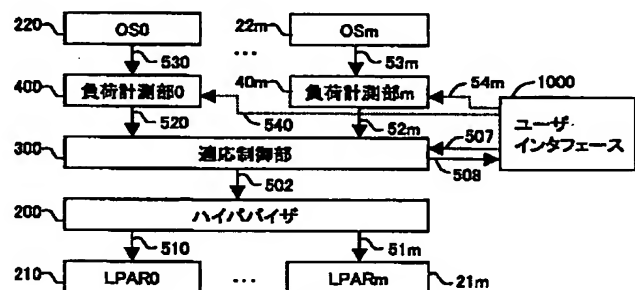 220 OS0 22m OSm
530 … 53m 54m 1000
400 負荷計測部0 40m 負荷計測部m
520 540 52m 507
ユーザ
インタフェース
300 適応制御部 508
502
200 ハイパバイザ
510 51m
210 LPAR0 … LPARm 21m